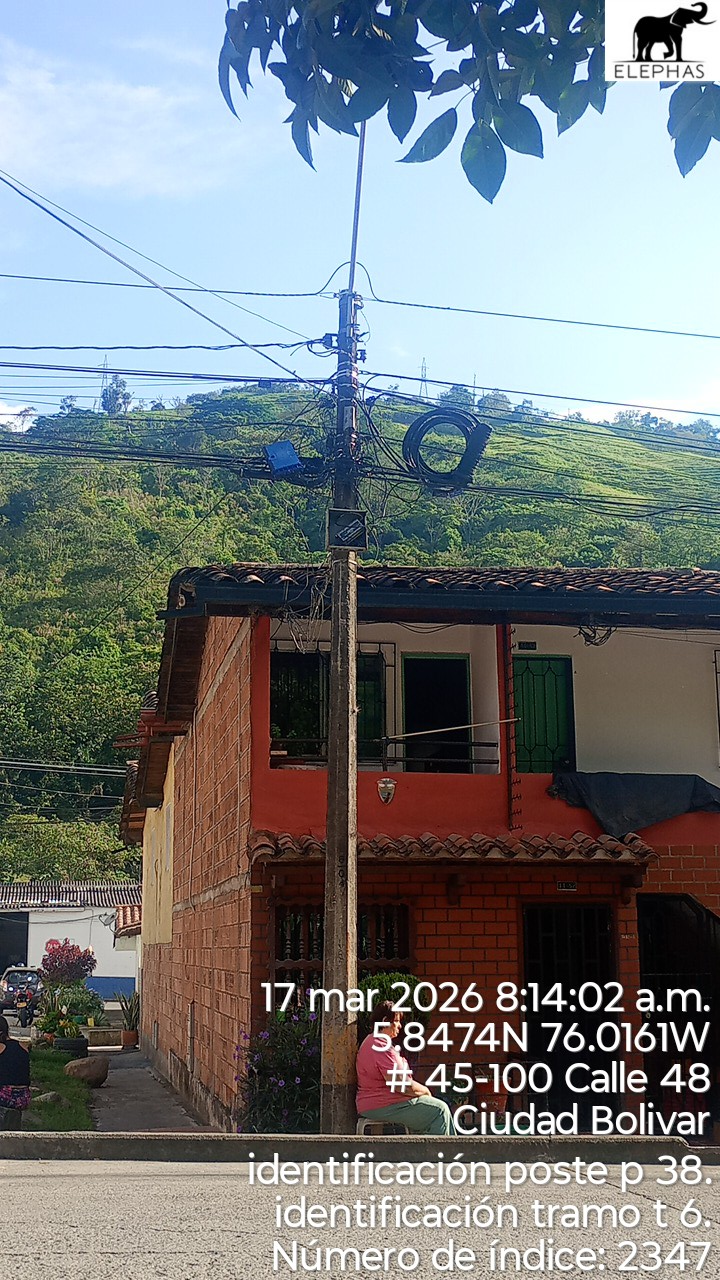 ELEPHAS
17 mar 2026 8:14:02 a.m.
5.8474N 76.0161W
# 45-100 Calle 48
Ciudad Bolivar
identificación poste p 38.
identificación tramo t 6.
Número de índice: 2347